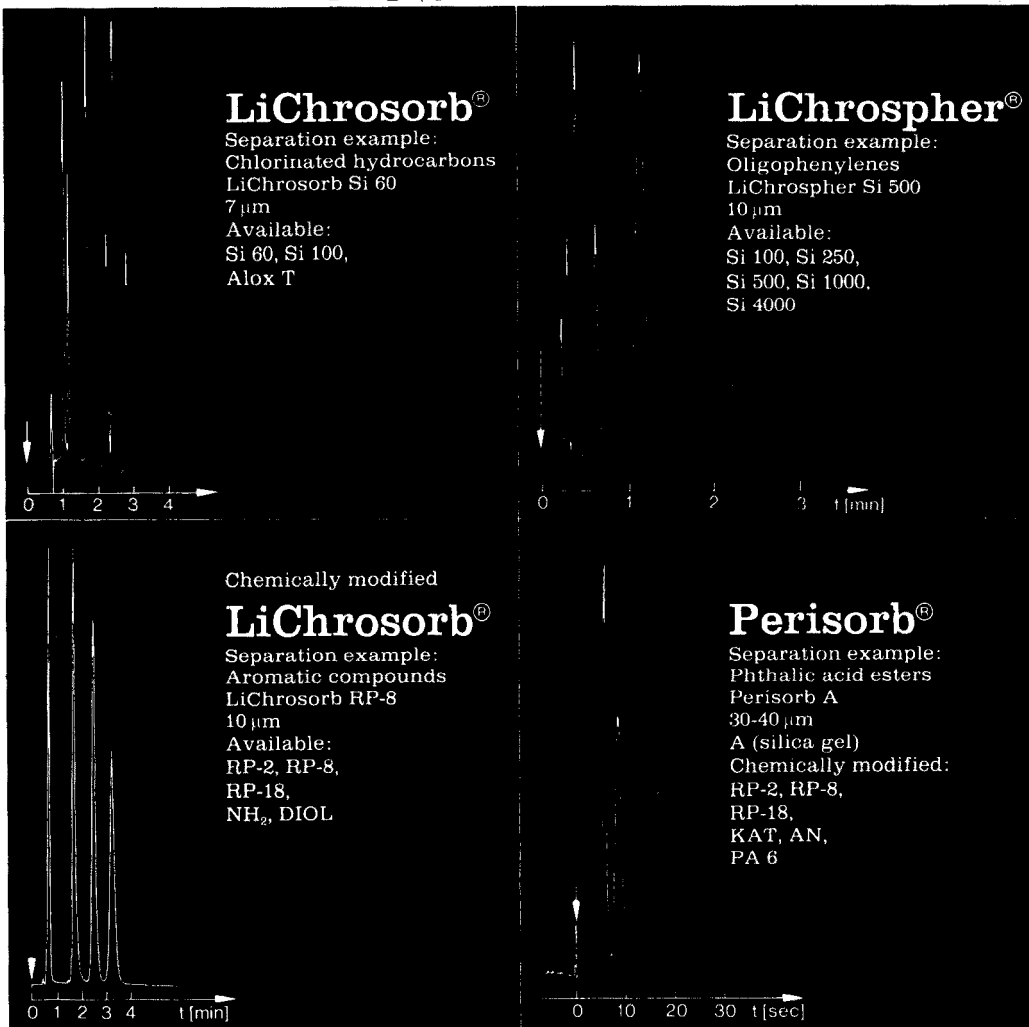 LiChrosorb®
Separation example:
Chlorinated hydrocarbons
LiChrosorb Si 60
7 µm
Available:
Si 60, Si 100,
Alox T
0 1 2 3 4
LiChrospher®
Separation example:
Oligophenylenes
LiChrospher Si 500
10 µm
Available:
Si 100, Si 250,
Si 500, Si 1000,
Si 4000
0 1 2 3 t [min]
Chemically modified
LiChrosorb®
Separation example:
Aromatic compounds
LiChrosorb RP-8
10 µm
Available:
RP-2, RP-8,
RP-18,
NH₂, DIOL
0 1 2 3 4 t [min]
Perisorb®
Separation example:
Phthalic acid esters
Perisorb A
30-40 µm
A (silica gel)
Chemically modified:
RP-2, RP-8,
RP-18,
KAT, AN,
PA 6
0 10 20 30 t [sec]